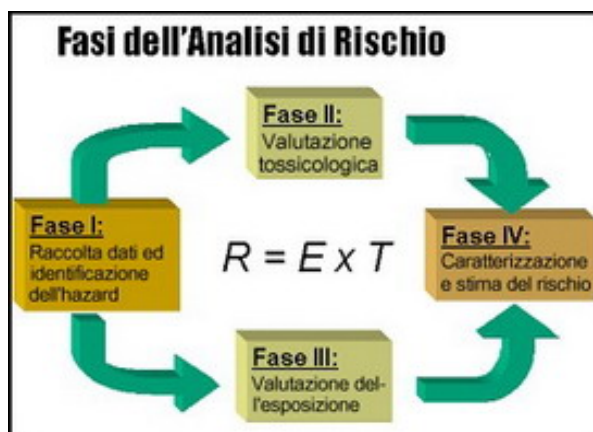 Fasi dell'Analisi di Rischio
Fase I:
Raccolta dati ed
identificazione
dell'hazard
Fase II:
Valutazione
tossicologica
R = E x T
Fase III:
Valutazione del-
l'esposizione
Fase IV:
Caratterizzazione
e stima del rischio